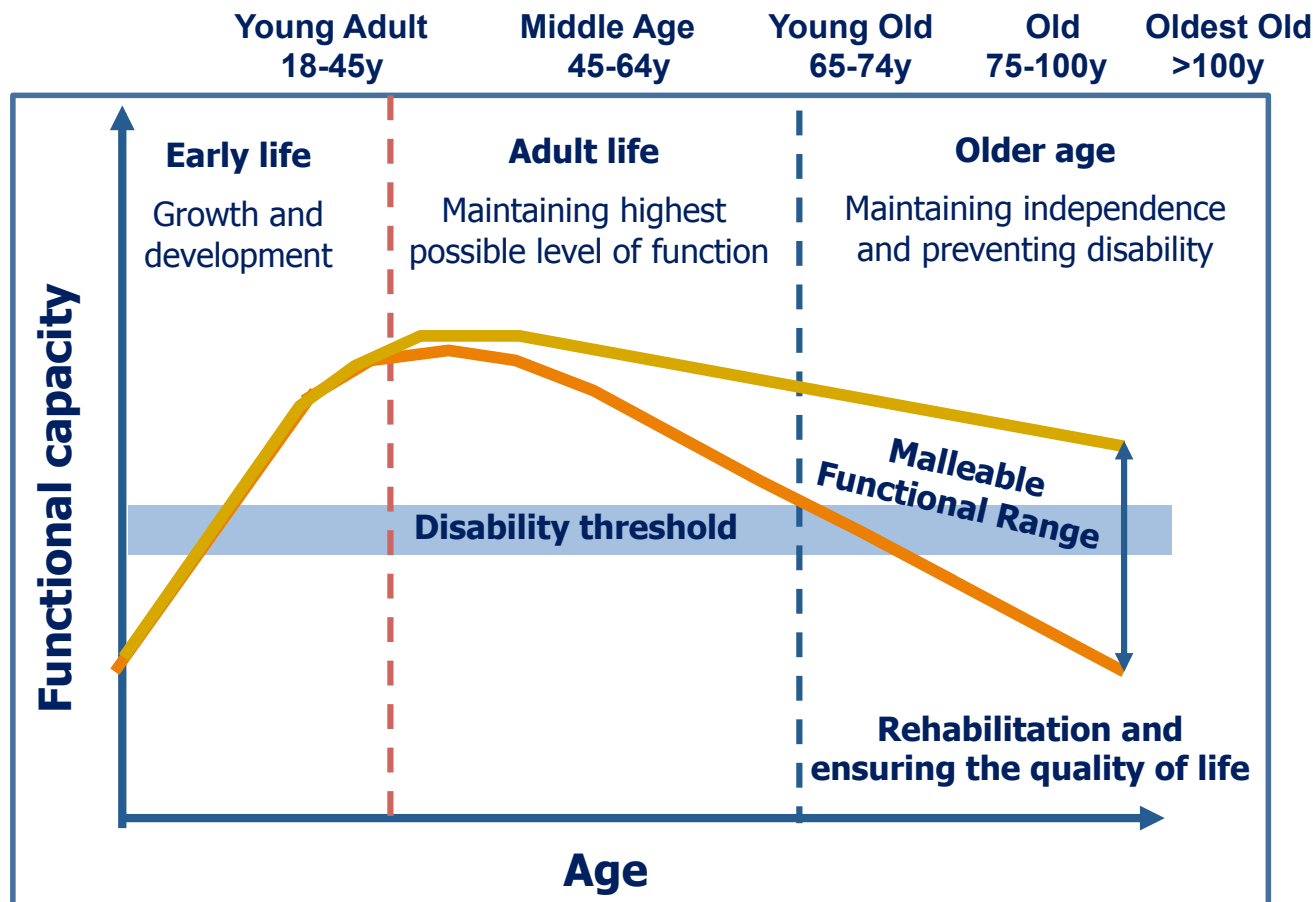 Young Adult
18-45y
Middle Age
45-64y
Young Old
65-74y
Old
75-100y
Oldest Old
>100y
Early life
Growth and
development
Adult life
Maintaining highest
possible level of function
Older age
Maintaining independence
and preventing disability
Functional capacity
Malleable
Functional Range
Disability threshold
Rehabilitation and
ensuring the quality of life
Age